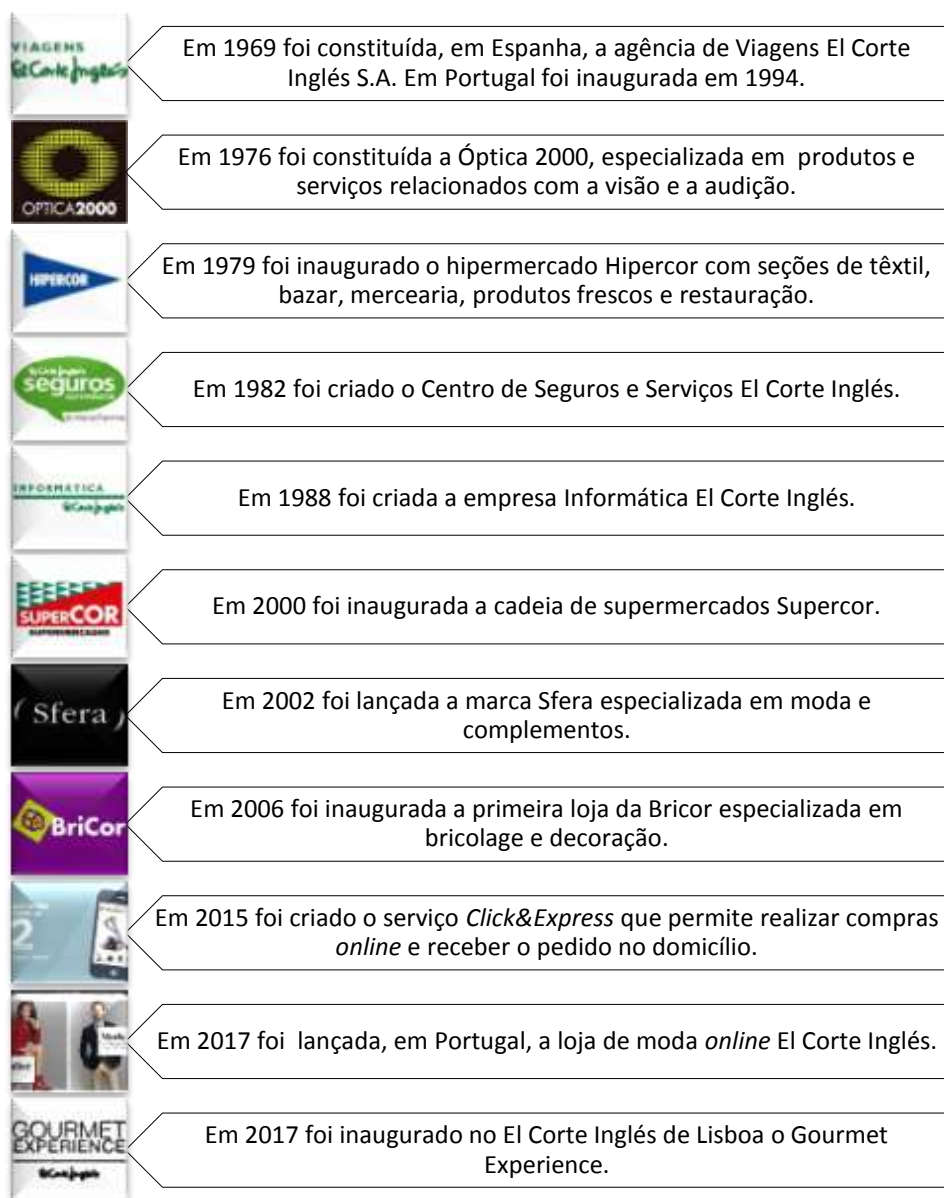 VIAGENS
El Corte Inglés
Em 1969 foi constituída, em Espanha, a agência de Viagens El Corte
Inglés S.A. Em Portugal foi inaugurada em 1994.
OPTICA2000
Em 1976 foi constituída a Óptica 2000, especializada em produtos e
serviços relacionados com a visão e a audição.
HIPERCOR
Em 1979 foi inaugurado o hipermercado Hipercor com seções de têxtil,
bazar, mercearia, produtos frescos e restauração.
El Corte Inglés
seguros
Em 1982 foi criado o Centro de Seguros e Serviços El Corte Inglés.
INFORMATICA
El Corte Inglés
Em 1988 foi criada a empresa Informática El Corte Inglés.
SUPERCOR
SUPERMERCADOS
Em 2000 foi inaugurada a cadeia de supermercados Supercor.
(Sfera)
Em 2002 foi lançada a marca Sfera especializada em moda e
complementos.
BriCor
Em 2006 foi inaugurada a primeira loja da Bricor especializada em
bricolage e decoração.
2
Em 2015 foi criado o serviço Click&Express que permite realizar compras
online e receber o pedido no domicílio.
Em 2017 foi lançada, em Portugal, a loja de moda online El Corte Inglés.
GOURMET
EXPERIENCE
El Corte Inglés
Em 2017 foi inaugurado no El Corte Inglés de Lisboa o Gourmet
Experience.